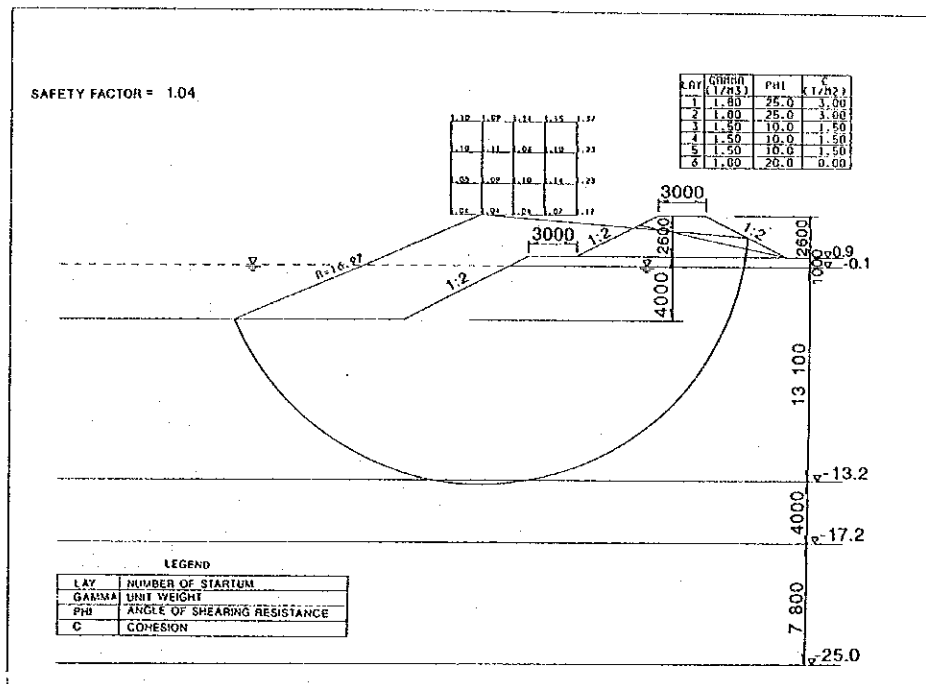 SAFETY FACTOR = 1.04
LAY GAMMA (T/M3) PHI C (T/M2)
1 1.80 25.0 3.00
2 1.80 25.0 3.00
3 1.50 10.0 1.50
4 1.50 10.0 1.50
5 1.50 10.0 1.50
6 20.0 0.00
3000
3000
1:2
1:2
1:2
2600
4000
2600
1000
0.9
-0.1
R=16.97
13 100
-13.2
4000
-17.2
7 800
-25.0
LEGEND
LAY NUMBER OF STARTUM
GAMMA UNIT WEIGHT
PHI ANGLE OF SHEARING RESISTANCE
C COHESION